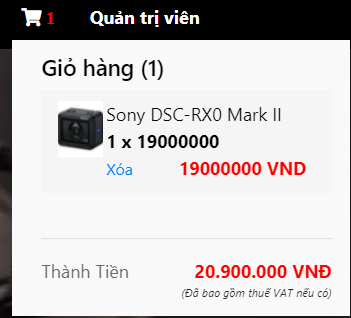 1 Quản trị viên
Giỏ hàng (1)
Sony DSC-RX0 Mark II
1 x 19000000
Xóa 19000000 VND
Thành Tiền 20.900.000 VNĐ
(Đã bao gồm thuế VAT nếu có)